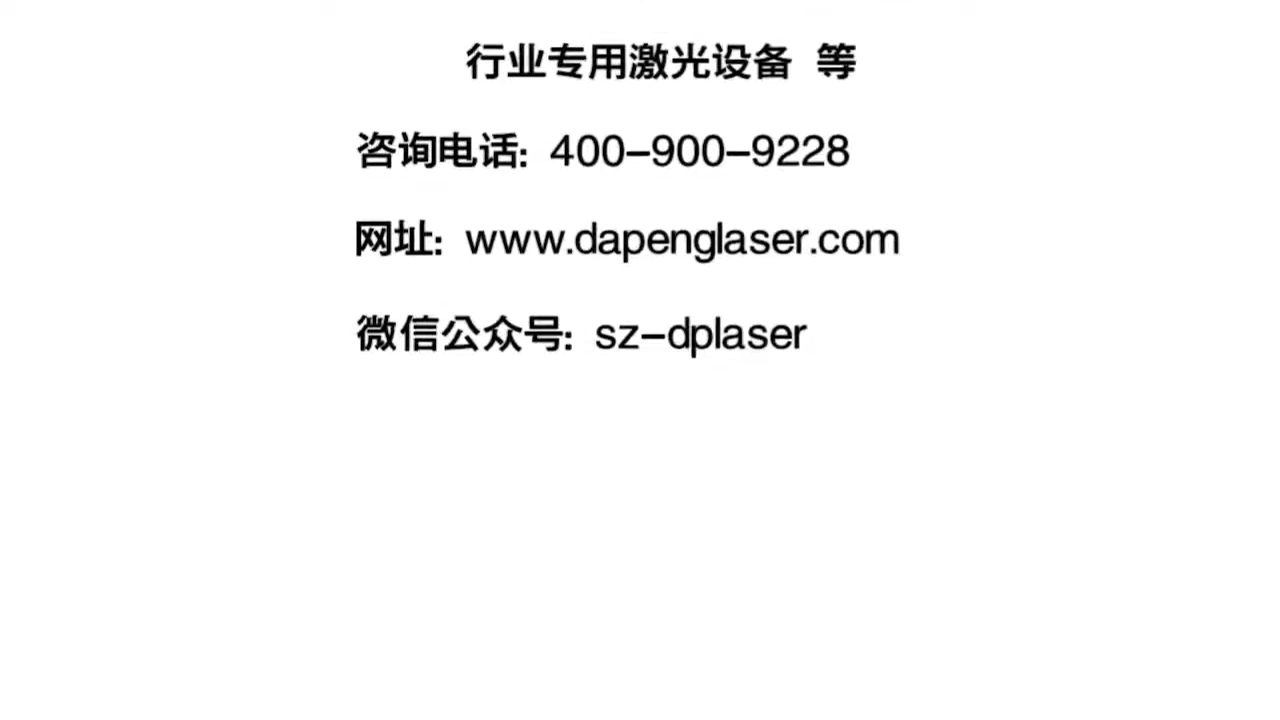 行业专用激光设备 等
咨询电话: 400-900-9228
网址: www.dapenglaser.com
微信公众号: sz-dplaser